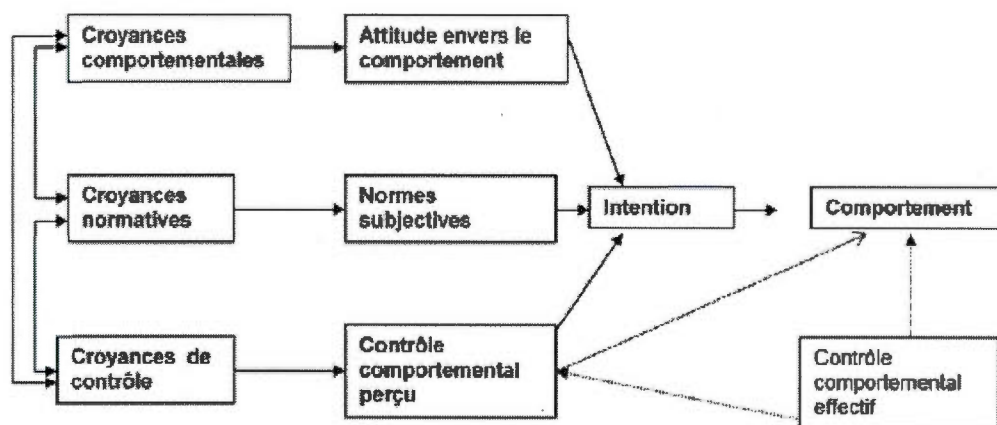 Croyances
comportementales
Attitude envers le
comportement
Croyances
normatives
Normes
subjectives
Intention
Comportement
Croyances de
contrôle
Contrôle
comportemental
perçu
Contrôle
comportemental
effectif